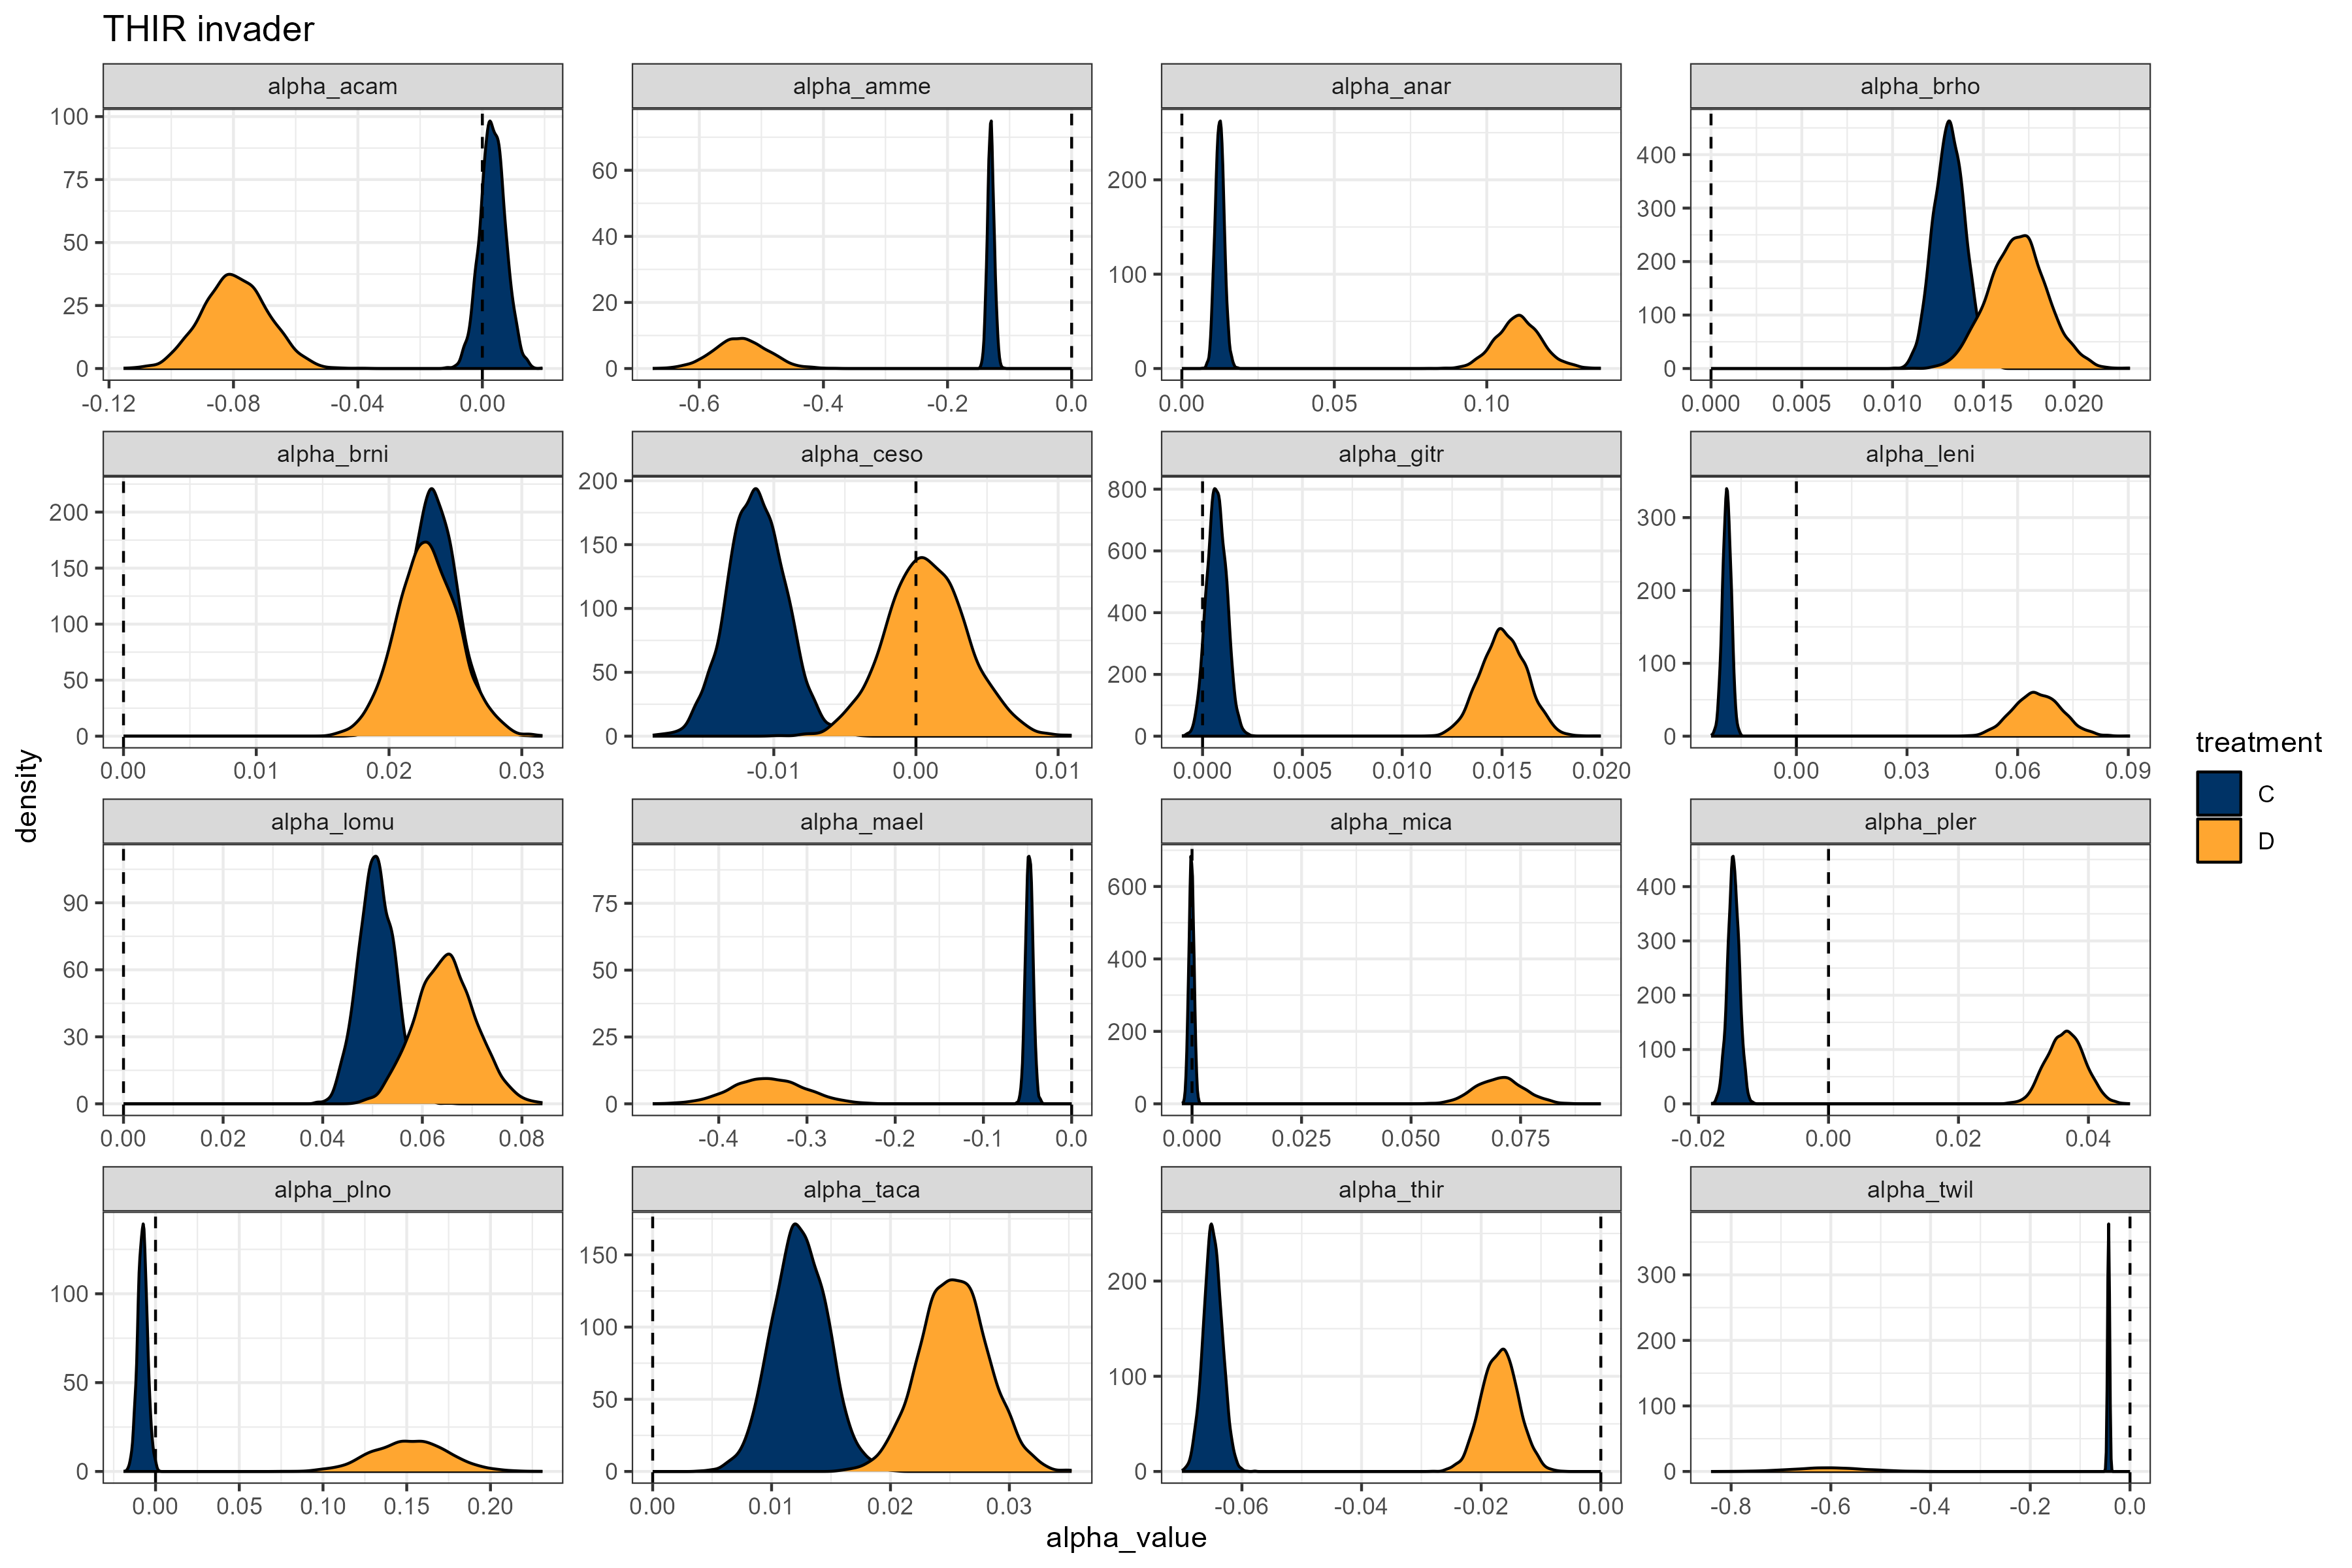 THIR invader
alpha_acam alpha_amme alpha_anar alpha_brho
100 75 50 25 0
60 40 20 0
200 100 0
400 300 200 100 0
-0.12 -0.08 -0.04 0.00
-0.6 -0.4 -0.2 0.0
0.00 0.05 0.10
0.000 0.005 0.010 0.015 0.020
alpha_brni alpha_ceso alpha_gitr alpha_leni
200 150 100 50 0
200 150 100 50 0
800 600 400 200 0
300 200 100 0
0.00 0.01 0.02 0.03
-0.01 0.00 0.01
0.000 0.005 0.010 0.015 0.020
0.00 0.03 0.06 0.09
alpha_lomu alpha_mael alpha_mica alpha_pler
90 60 30 0
75 50 25 0
600 400 200 0
400 300 200 100 0
0.00 0.02 0.04 0.06 0.08
-0.4 -0.3 -0.2 -0.1 0.0
0.000 0.025 0.050 0.075
-0.02 0.00 0.02 0.04
alpha_plno alpha_taca alpha_thir alpha_twil
100 50 0
150 100 50 0
200 100 0
300 200 100 0
0.00 0.05 0.10 0.15 0.20
0.00 0.01 0.02 0.03
-0.06 -0.04 -0.02 0.00
-0.8 -0.6 -0.4 -0.2 0.0
density
alpha_value
treatment
C
D